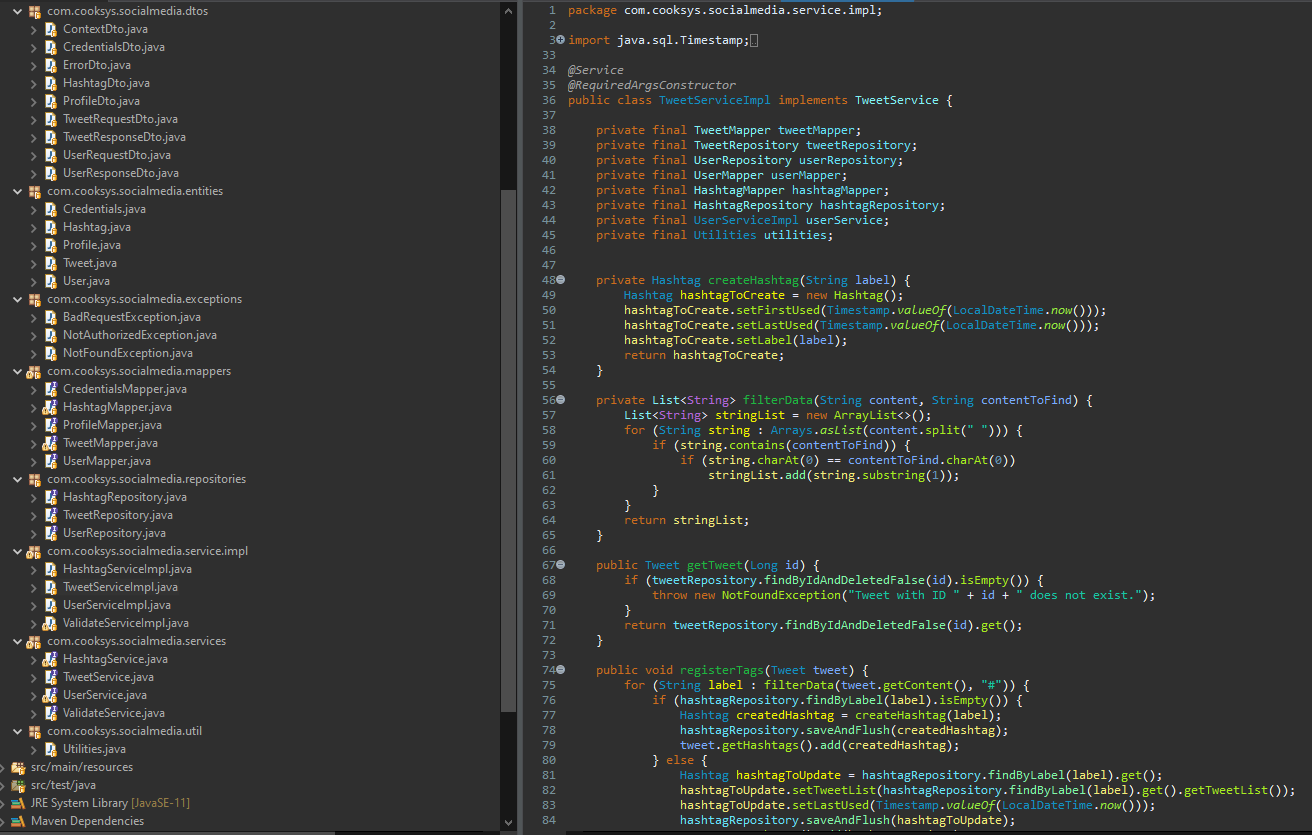 com.cooksys.socialmedia.dtos
ContextDto.java
CredentialsDto.java
ErrorDto.java
HashtagDto.java
ProfileDto.java
TweetRequestDto.java
TweetResponseDto.java
UserRequestDto.java
UserResponseDto.java
com.cooksys.socialmedia.entities
Credentials.java
Hashtag.java
Profile.java
Tweet.java
User.java
com.cooksys.socialmedia.exceptions
BadRequestException.java
NotAuthorizedException.java
NotFoundException.java
com.cooksys.socialmedia.mappers
CredentialsMapper.java
HashtagMapper.java
ProfileMapper.java
TweetMapper.java
UserMapper.java
com.cooksys.socialmedia.repositories
HashtagRepository.java
TweetRepository.java
UserRepository.java
com.cooksys.socialmedia.service.impl
HashtagServiceImpl.java
TweetServiceImpl.java
UserServiceImpl.java
ValidateServiceImpl.java
com.cooksys.socialmedia.services
HashtagService.java
TweetService.java
UserService.java
ValidateService.java
com.cooksys.socialmedia.util
Utilities.java
src/main/resources
src/test/java
JRE System Library [JavaSE-11]
Maven Dependencies
1 package com.cooksys.socialmedia.service.impl;
2
3 import java.sql.Timestamp;
33
34 @Service
35 @RequiredArgsConstructor
36 public class TweetServiceImpl implements TweetService {
37
38     private final TweetMapper tweetMapper;
39     private final TweetRepository tweetRepository;
40     private final UserRepository userRepository;
41     private final UserMapper userMapper;
42     private final HashtagMapper hashtagMapper;
43     private final HashtagRepository hashtagRepository;
44     private final UserServiceImpl userService;
45     private final Utilities utilities;
46
47
48     private Hashtag createHashtag(String label) {
49         Hashtag hashtagToCreate = new Hashtag();
50         hashtagToCreate.setFirstUsed(Timestamp.valueOf(LocalDateTime.now()));
51         hashtagToCreate.setLastUsed(Timestamp.valueOf(LocalDateTime.now()));
52         hashtagToCreate.setLabel(label);
53         return hashtagToCreate;
54     }
55
56     private List<String> filterData(String content, String contentToFind) {
57         List<String> stringList = new ArrayList<>();
58         for (String string : Arrays.asList(content.split(" "))) {
59             if (string.contains(contentToFind)) {
60                 if (string.charAt(0) == contentToFind.charAt(0))
61                     stringList.add(string.substring(1));
62             }
63         }
64         return stringList;
65     }
66
67     public Tweet getTweet(Long id) {
68         if (tweetRepository.findByIdAndDeletedFalse(id).isEmpty()) {
69             throw new NotFoundException("Tweet with ID " + id + " does not exist.");
70         }
71         return tweetRepository.findByIdAndDeletedFalse(id).get();
72     }
73
74     public void registerTags(Tweet tweet) {
75         for (String label : filterData(tweet.getContent(), "#")) {
76             if (hashtagRepository.findByLabel(label).isEmpty()) {
77                 Hashtag createdHashtag = createHashtag(label);
78                 hashtagRepository.saveAndFlush(createdHashtag);
79                 tweet.getHashtags().add(createdHashtag);
80             } else {
81                 Hashtag hashtagToUpdate = hashtagRepository.findByLabel(label).get();
82                 hashtagToUpdate.setTweetList(hashtagRepository.findByLabel(label).get().getTweetList());
83                 hashtagToUpdate.setLastUsed(Timestamp.valueOf(LocalDateTime.now()));
84                 hashtagRepository.saveAndFlush(hashtagToUpdate);